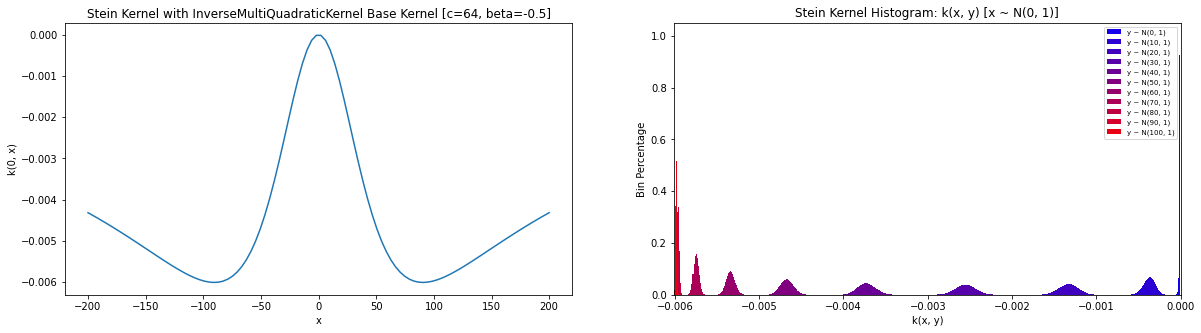 Stein Kernel with InverseMultiQuadraticKernel Base Kernel [c=64, beta=-0.5]
0.000
−0.001
−0.002
−0.003
−0.004
−0.005
−0.006
k(0, x)
−200
−150
−100
−50
0
50
100
150
200
x
Stein Kernel Histogram: k(x, y) [x ~ N(0, 1)]
1.0
0.8
0.6
0.4
0.2
0.0
Bin Percentage
−0.006
−0.005
−0.004
−0.003
−0.002
−0.001
0.000
k(x, y)
y ~ N(0, 1)
y ~ N(10, 1)
y ~ N(20, 1)
y ~ N(30, 1)
y ~ N(40, 1)
y ~ N(50, 1)
y ~ N(60, 1)
y ~ N(70, 1)
y ~ N(80, 1)
y ~ N(90, 1)
y ~ N(100, 1)